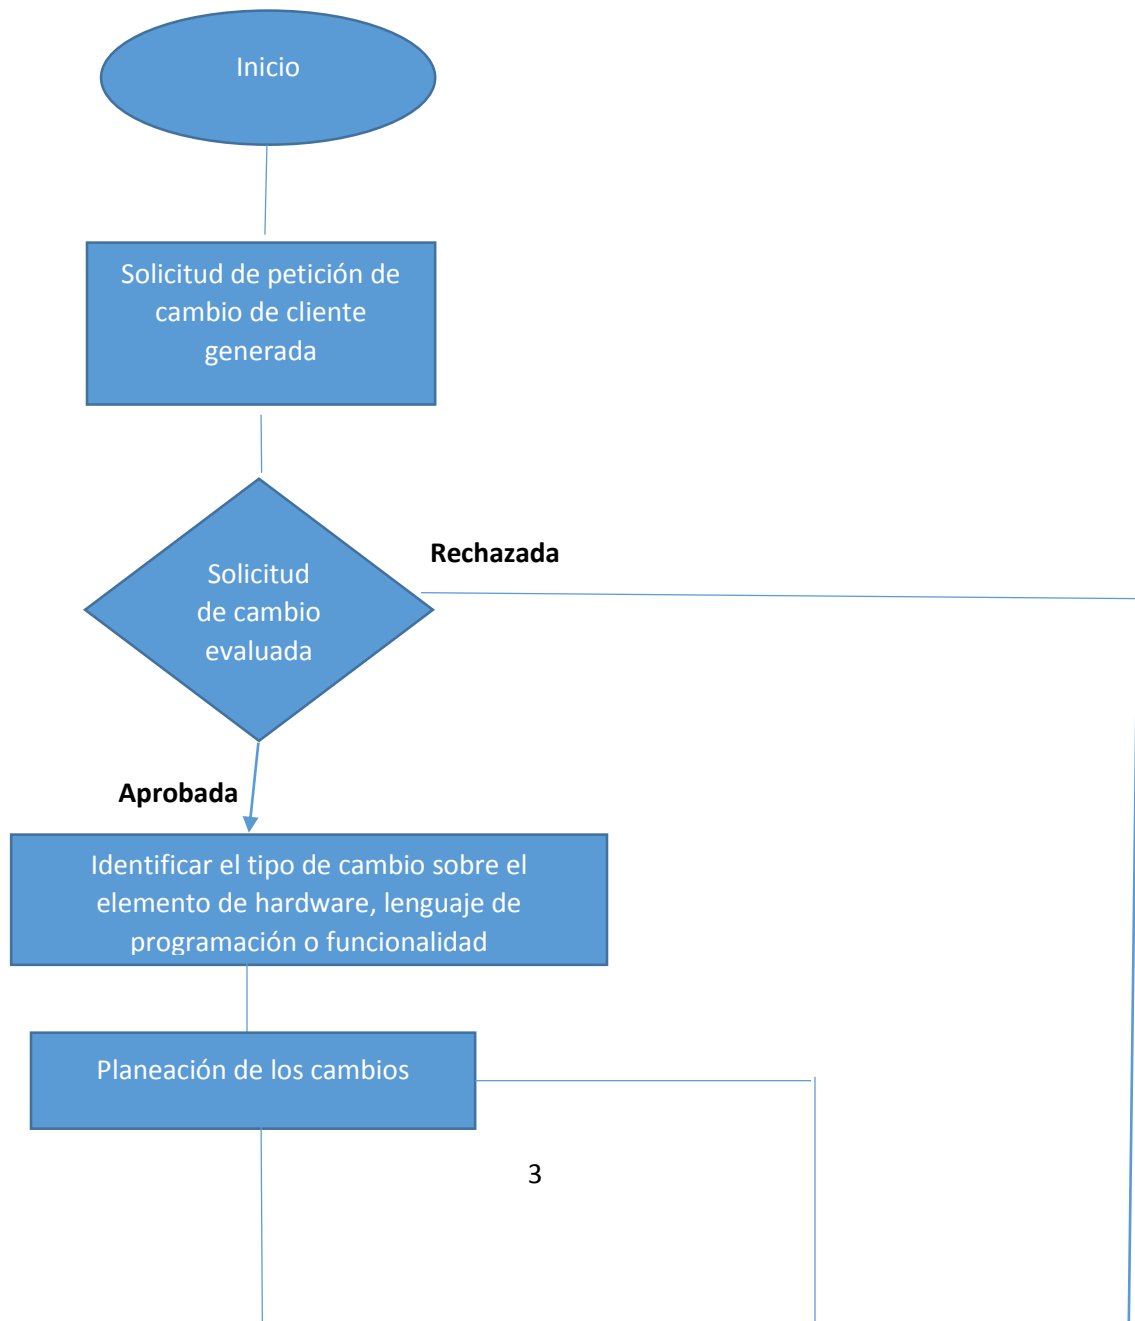 Inicio
Solicitud de petición de
cambio de cliente
generada
Rechazada
Solicitud
de cambio
evaluada
Aprobada
Identificar el tipo de cambio sobre el
elemento de hardware, lenguaje de
programación o funcionalidad
Planeación de los cambios
3